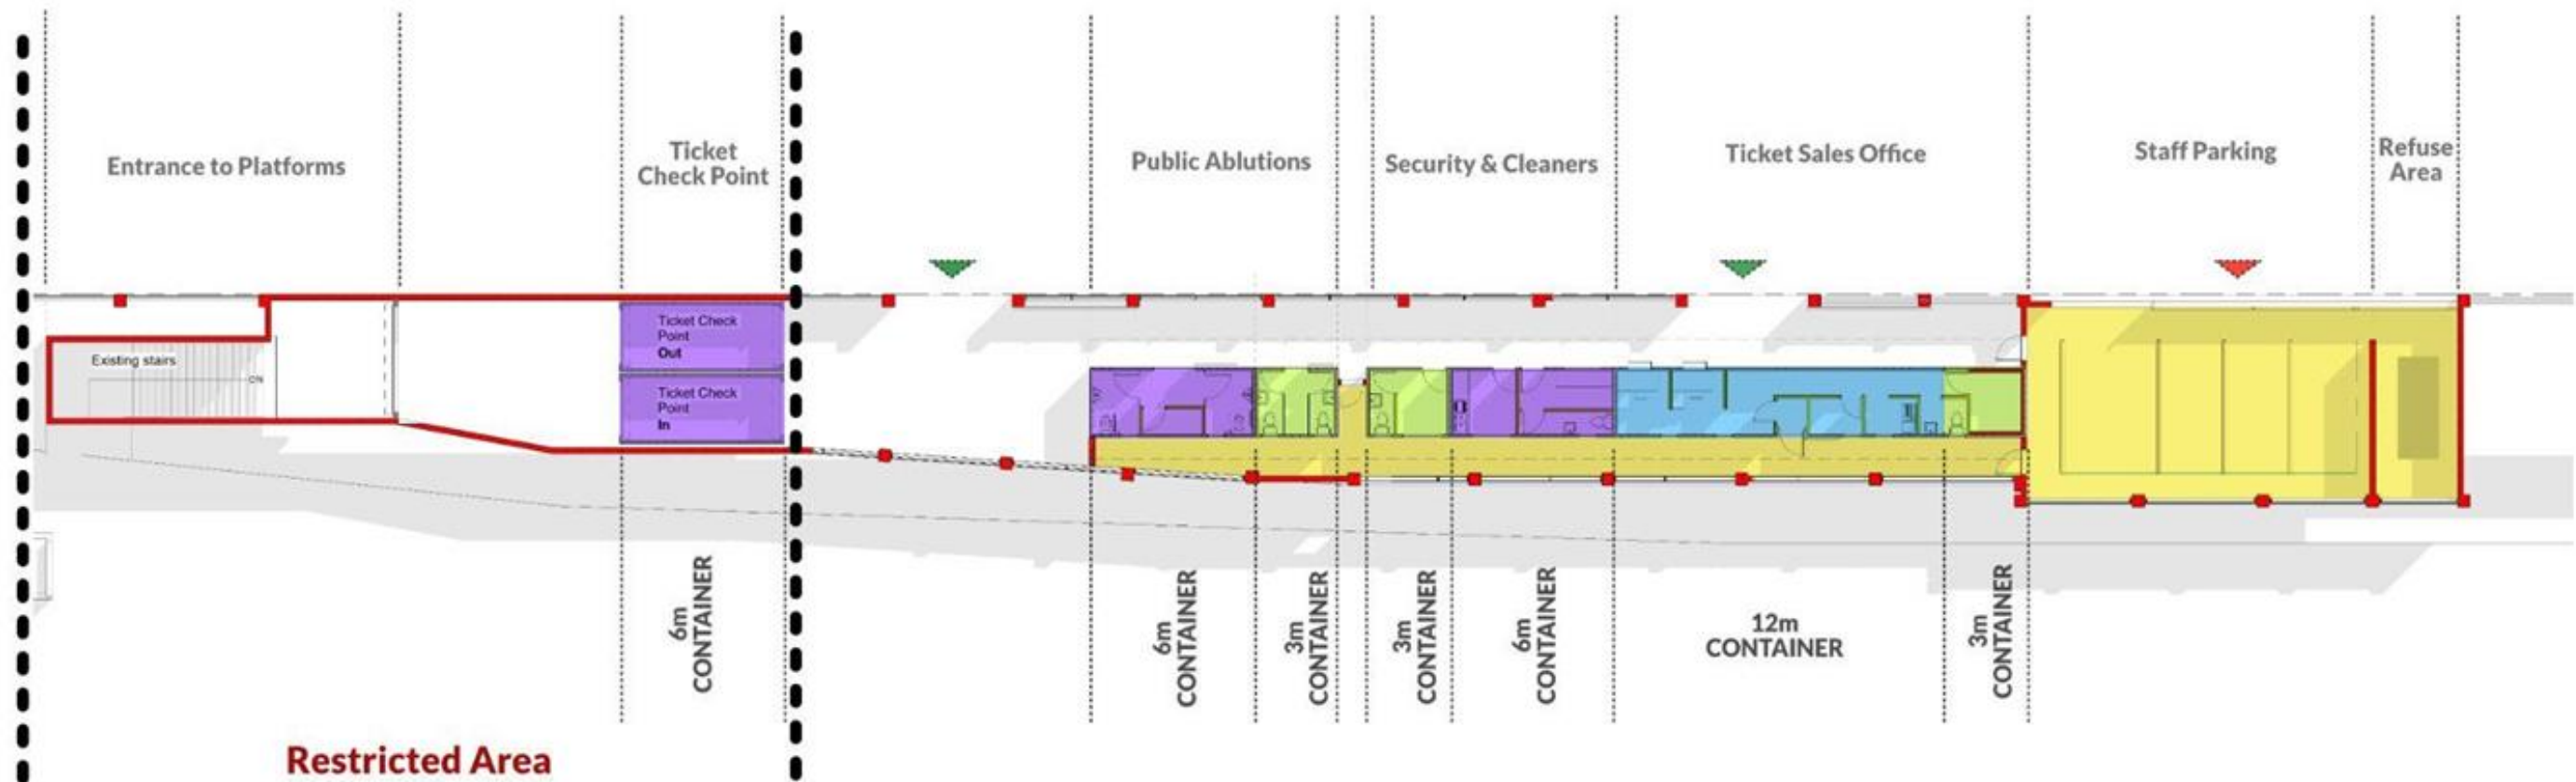 Entrance to Platforms
Ticket
Check Point
Public Ablutions
Security & Cleaners
Ticket Sales Office
Staff Parking
Refuse
Area
Existing stairs
DN
Ticket Check
Point
Out
Ticket Check
Point
In
6m
CONTAINER
6m
CONTAINER
3m
CONTAINER
3m
CONTAINER
6m
CONTAINER
12m
CONTAINER
3m
CONTAINER
Restricted Area